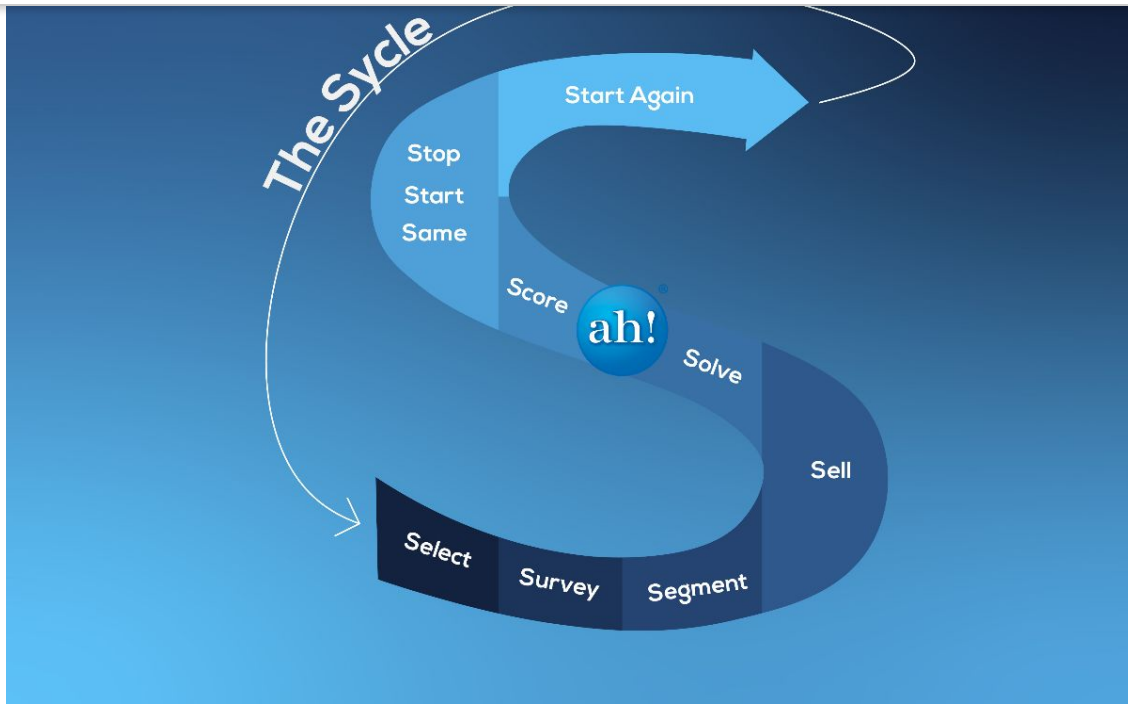 The Sycle
Start Again
Stop
Start
Same
Score
ah!
®
Solve
Sell
Select
Survey
Segment